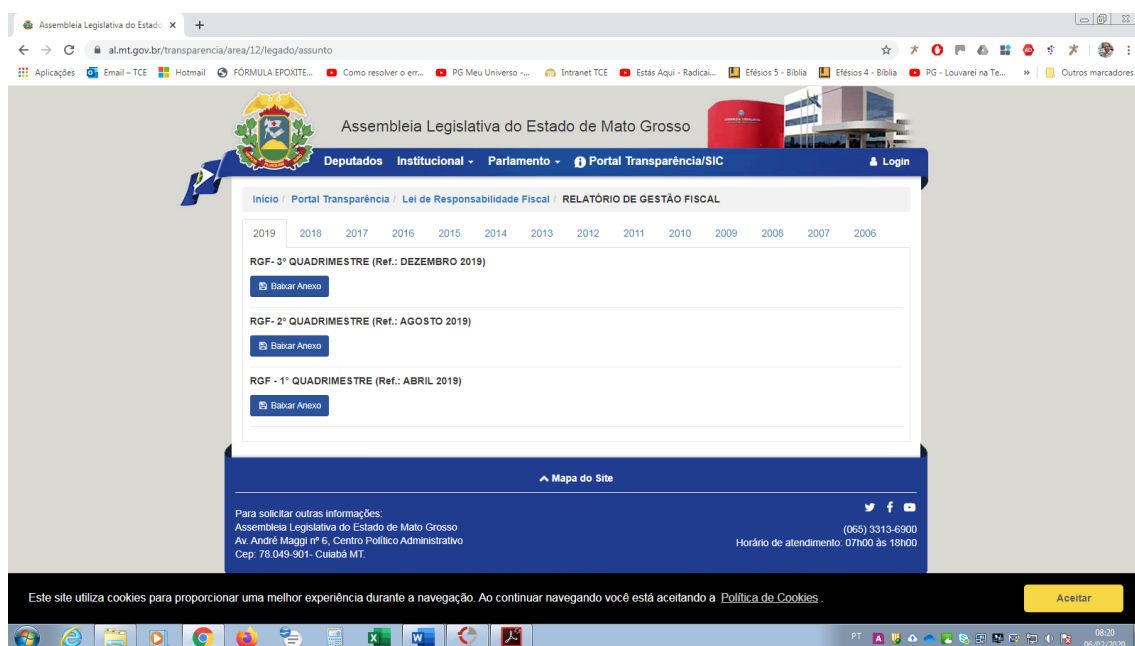 Assembleia Legislativa do Estado
al.mt.gov.br/transparencia/area/12/legado/assunto
Aplicações Email – TCE Hotmail FÓRMULA EPOXITE... Como resolver o err... PG Meu Universo -... Intranet TCE Estás Aqui - Radicai... Efésios 5 - Bíblia Efésios 4 - Bíblia PG - Louvarei na Te... » Outros marcadores
Assembleia Legislativa do Estado de Mato Grosso
Deputados Institucional Parlamento Portal Transparência/SIC Login
Início / Portal Transparência / Lei de Responsabilidade Fiscal / RELATÓRIO DE GESTÃO FISCAL
2019 2018 2017 2016 2015 2014 2013 2012 2011 2010 2009 2008 2007 2006
RGF- 3º QUADRIMESTRE (Ref.: DEZEMBRO 2019)
Baixar Anexo
RGF- 2º QUADRIMESTRE (Ref.: AGOSTO 2019)
Baixar Anexo
RGF - 1° QUADRIMESTRE (Ref.: ABRIL 2019)
Baixar Anexo
Mapa do Site
Para solicitar outras informações:
Assembleia Legislativa do Estado de Mato Grosso
Av. André Maggi nº 6, Centro Político Administrativo
Cep: 78.049-901- Cuiabá MT.
(065) 3313-6900
Horário de atendimento: 07h00 às 18h00
Este site utiliza cookies para proporcionar uma melhor experiência durante a navegação. Ao continuar navegando você está aceitando a Política de Cookies . Aceitar
PT 08:20
06/02/2020